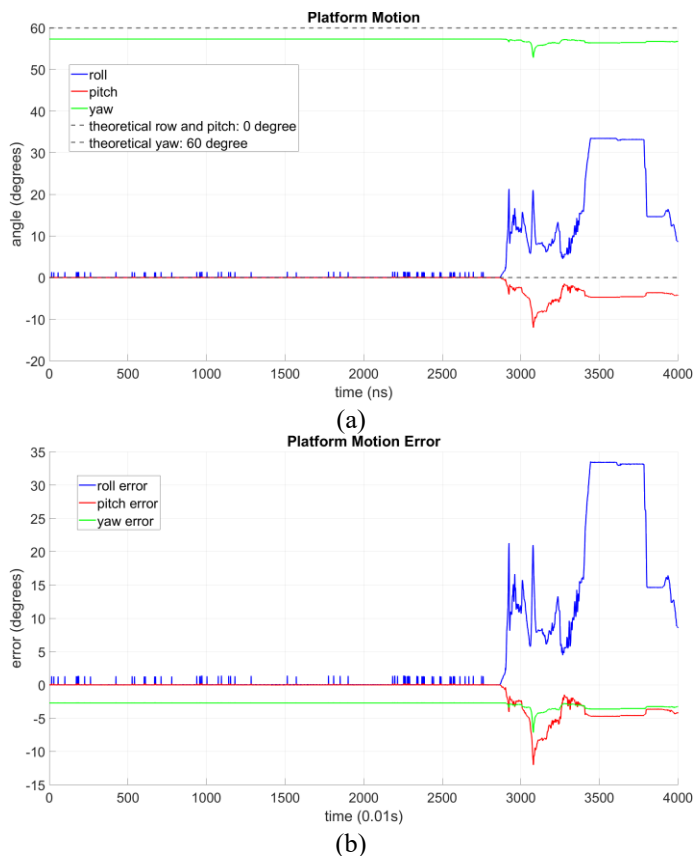 Platform Motion
60
50
40
30
20
10
0
-10
-20
angle (degrees)
roll
pitch
yaw
theoretical row and pitch: 0 degree
theoretical yaw: 60 degree
0 500 1000 1500 2000 2500 3000 3500 4000
time (ns)
(a)
Platform Motion Error
35
30
25
20
15
10
5
0
-5
-10
-15
error (degrees)
roll error
pitch error
yaw error
0 500 1000 1500 2000 2500 3000 3500 4000
time (0.01s)
(b)